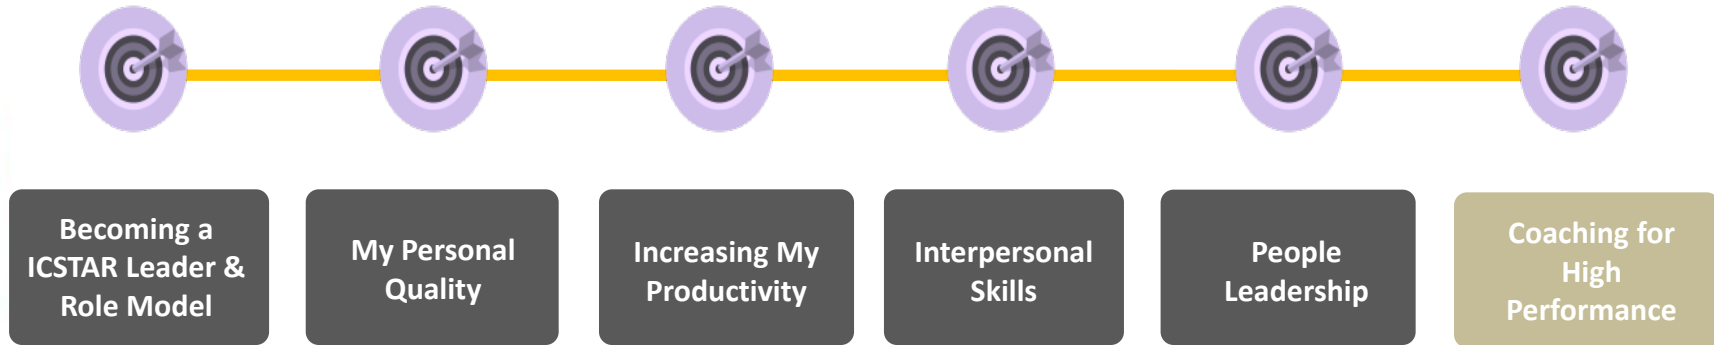 Becoming a
ICSTAR Leader &
Role Model
My Personal
Quality
Increasing My
Productivity
Interpersonal
Skills
People
Leadership
Coaching for
High
Performance